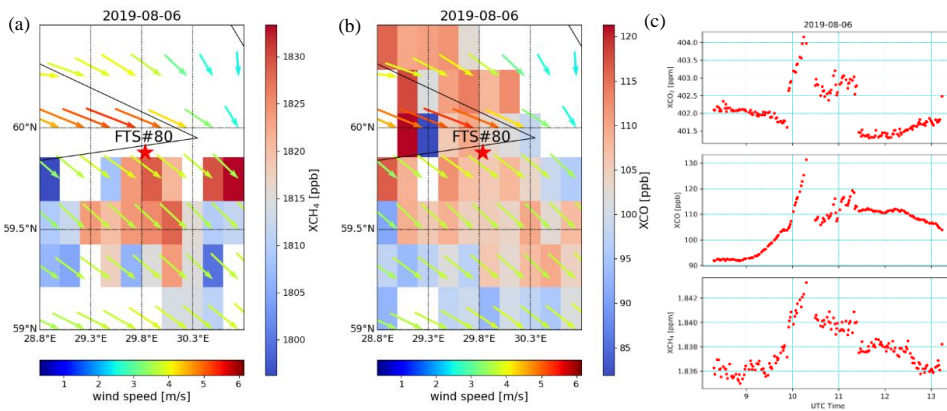 (a)
2019-08-06
60°N
59.5°N
59°N
28.8°E
29.3°E
29.8°E
30.3°E
FTS#80
1835
1830
1825
1820
1815
1810
1805
1800
XCH₄ [ppb]
1 2 3 4 5 6
wind speed [m/s]
(b)
2019-08-06
28.8°E
29.3°E
29.8°E
30.3°E
FTS#80
120
115
110
105
100
95
90
85
XCO [ppb]
1 2 3 4 5 6
wind speed [m/s]
(c)
2019-08-06
404.0
403.5
403.0
402.5
402.0
401.5
XCO₂ [ppm]
130
120
110
100
90
XCO [ppb]
1.842
1.840
1.838
1.836
XCH₄ [ppm]
9 10 11 12 13
UTC Time